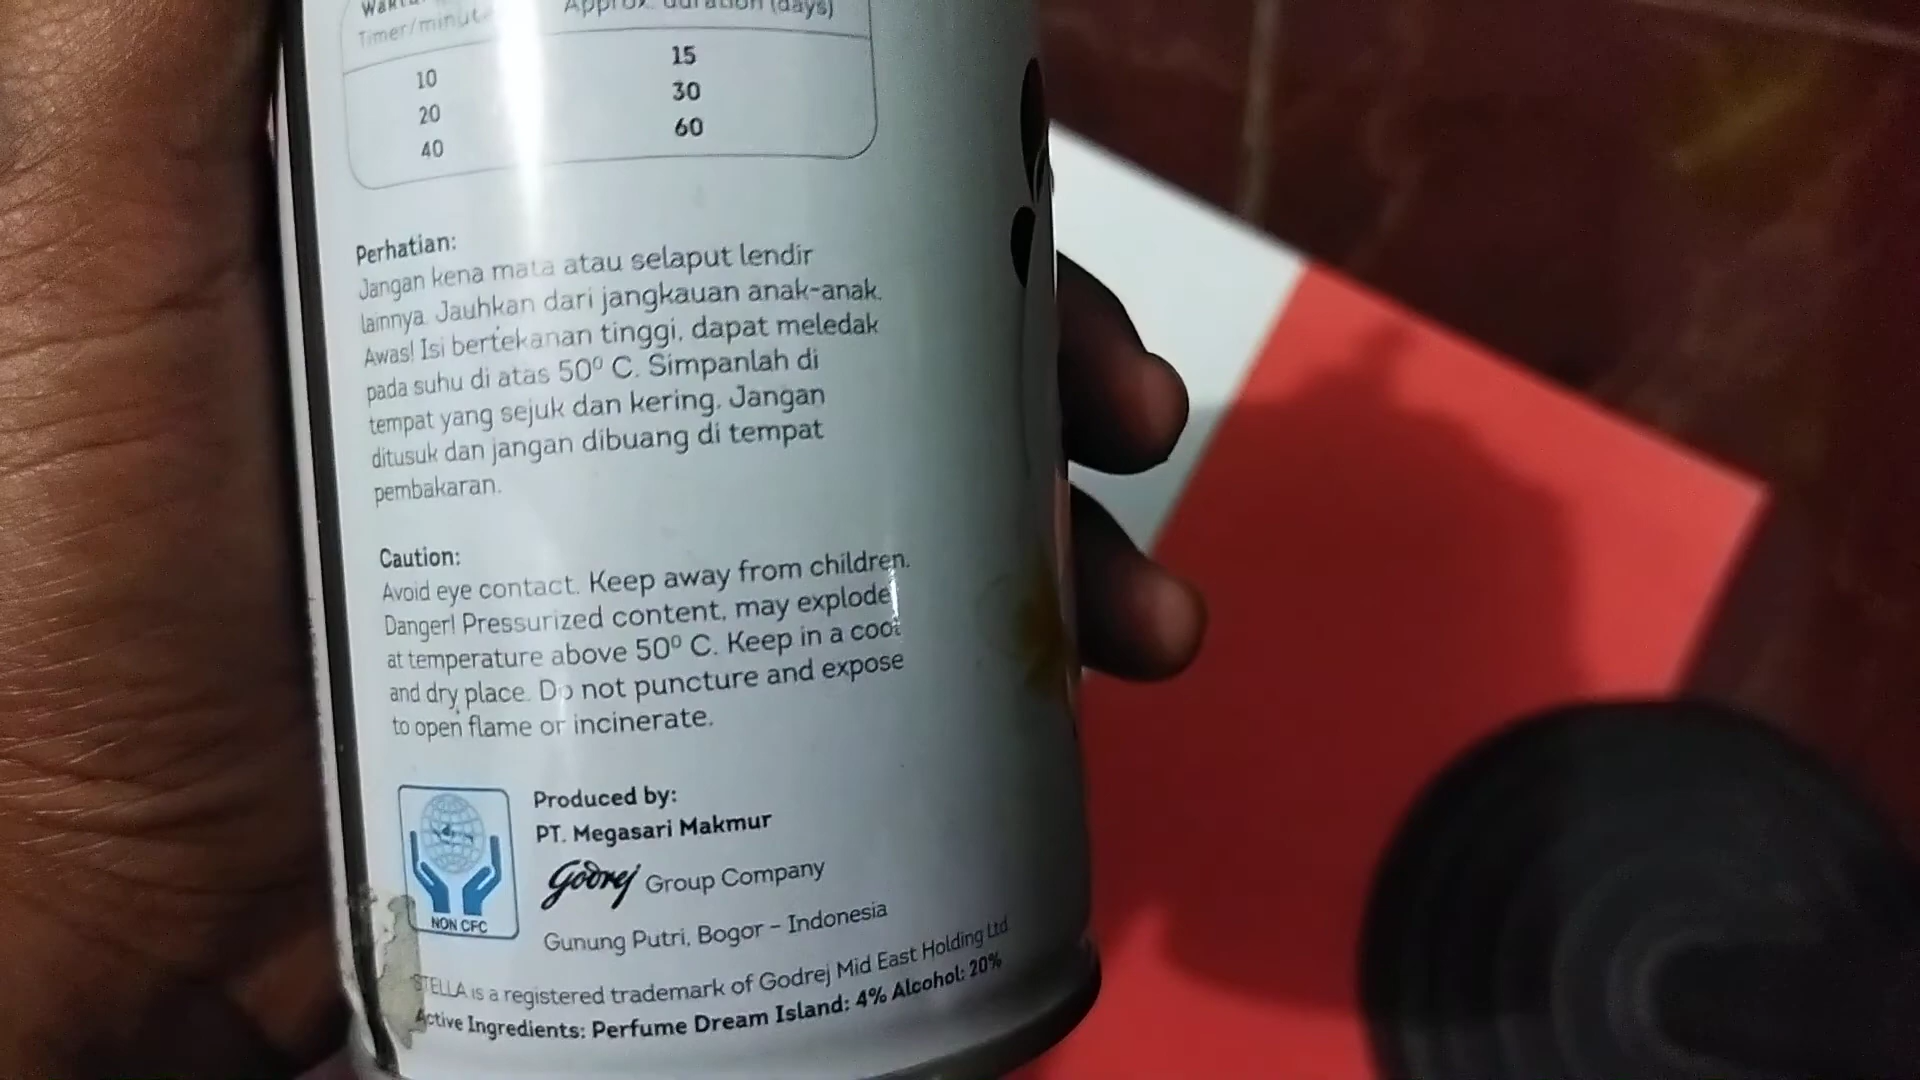 Timer/minute
Approx. duration (days)
10 15
20 30
40 60
Perhatian:
Jangan kena mata atau selaput lendir
lainnya. Jauhkan dari jangkauan anak-anak.
Awas! Isi bertekanan tinggi, dapat meledak
pada suhu di atas 50º C. Simpanlah di
tempat yang sejuk dan kering. Jangan
ditusuk dan jangan dibuang di tempat
pembakaran.
Caution:
Avoid eye contact. Keep away from children.
Danger! Pressurized content, may explode
at temperature above 50º C. Keep in a cool
and dry place. Do not puncture and expose
to open flame or incinerate.
NON CFC
Produced by:
PT. Megasari Makmur
Godrej Group Company
Gunung Putri, Bogor – Indonesia
STELLA is a registered trademark of Godrej Mid East Holding Ltd
Active Ingredients: Perfume Dream Island: 4% Alcohol: 20%